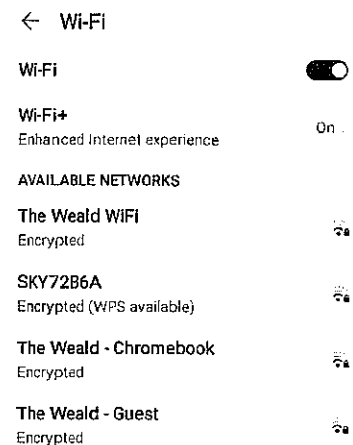 Wi-Fi
Wi-Fi
Wi-Fi+
Enhanced Internet experience
On
AVAILABLE NETWORKS
The Weald WiFi
Encrypted
SKY72B6A
Encrypted (WPS available)
The Weald - Chromebook
Encrypted
The Weald - Guest
Encrypted